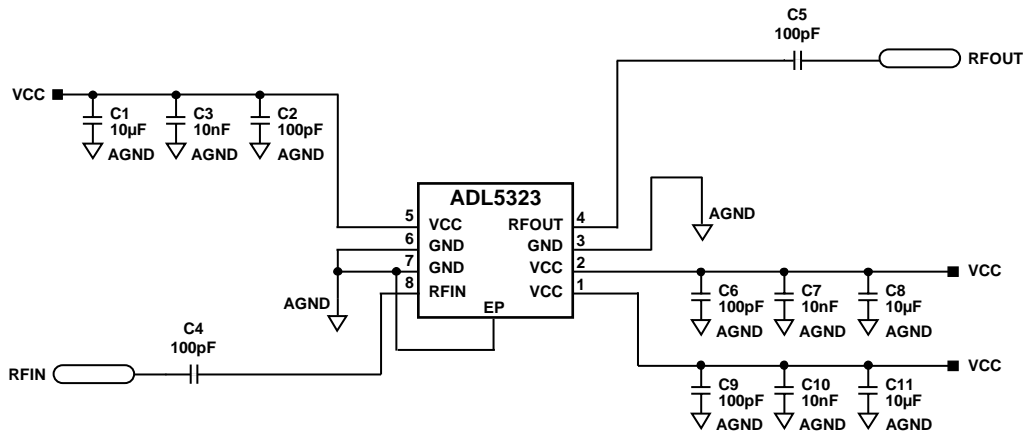 C5
100pF
RFOUT
VCC
C1
10µF
C3
10nF
C2
100pF
AGND
AGND
AGND
ADL5323
5
VCC
RFOUT
4
AGND
6
GND
GND
3
7
GND
VCC
2
VCC
8
RFIN
VCC
1
AGND
EP
C6
100pF
C7
10nF
C8
10µF
AGND
AGND
AGND
C4
100pF
RFIN
VCC
C9
100pF
C10
10nF
C11
10µF
AGND
AGND
AGND